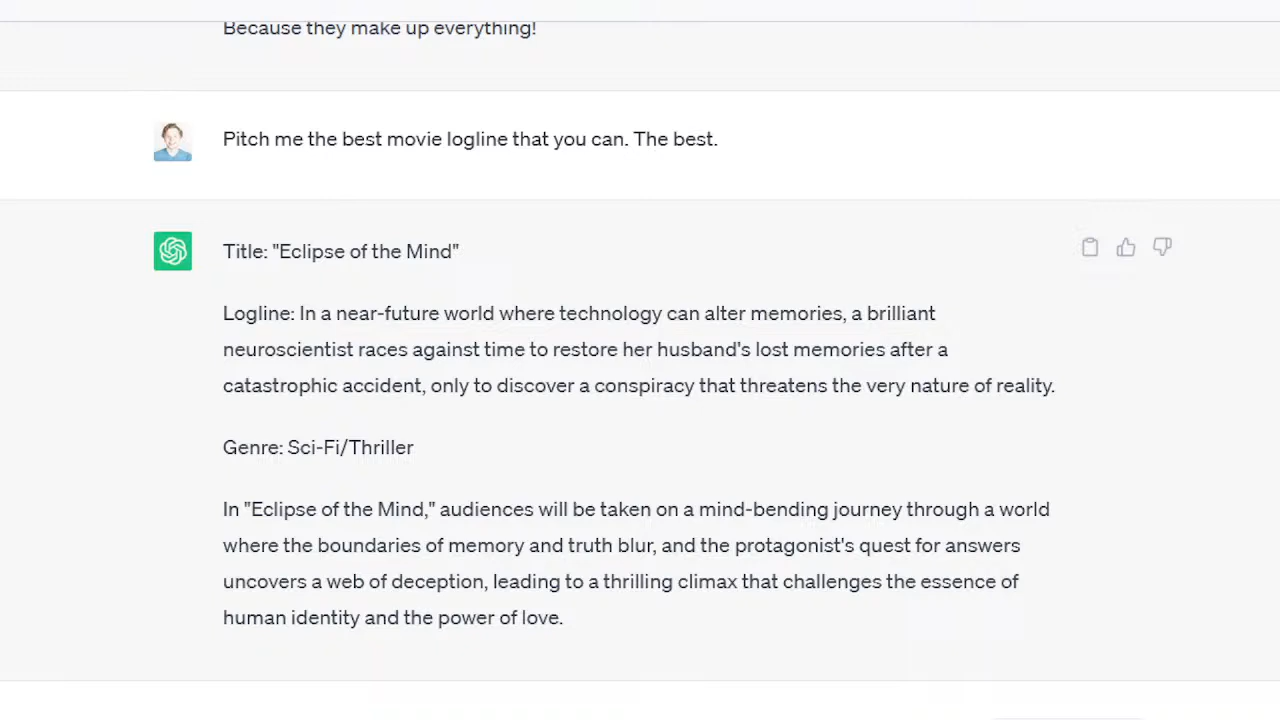 Because they make up everything!
Pitch me the best movie logline that you can. The best.
Title: "Eclipse of the Mind"
Logline: In a near-future world where technology can alter memories, a brilliant
neuroscientist races against time to restore her husband's lost memories after a
catastrophic accident, only to discover a conspiracy that threatens the very nature of reality.
Genre: Sci-Fi/Thriller
In "Eclipse of the Mind," audiences will be taken on a mind-bending journey through a world
where the boundaries of memory and truth blur, and the protagonist's quest for answers
uncovers a web of deception, leading to a thrilling climax that challenges the essence of
human identity and the power of love.